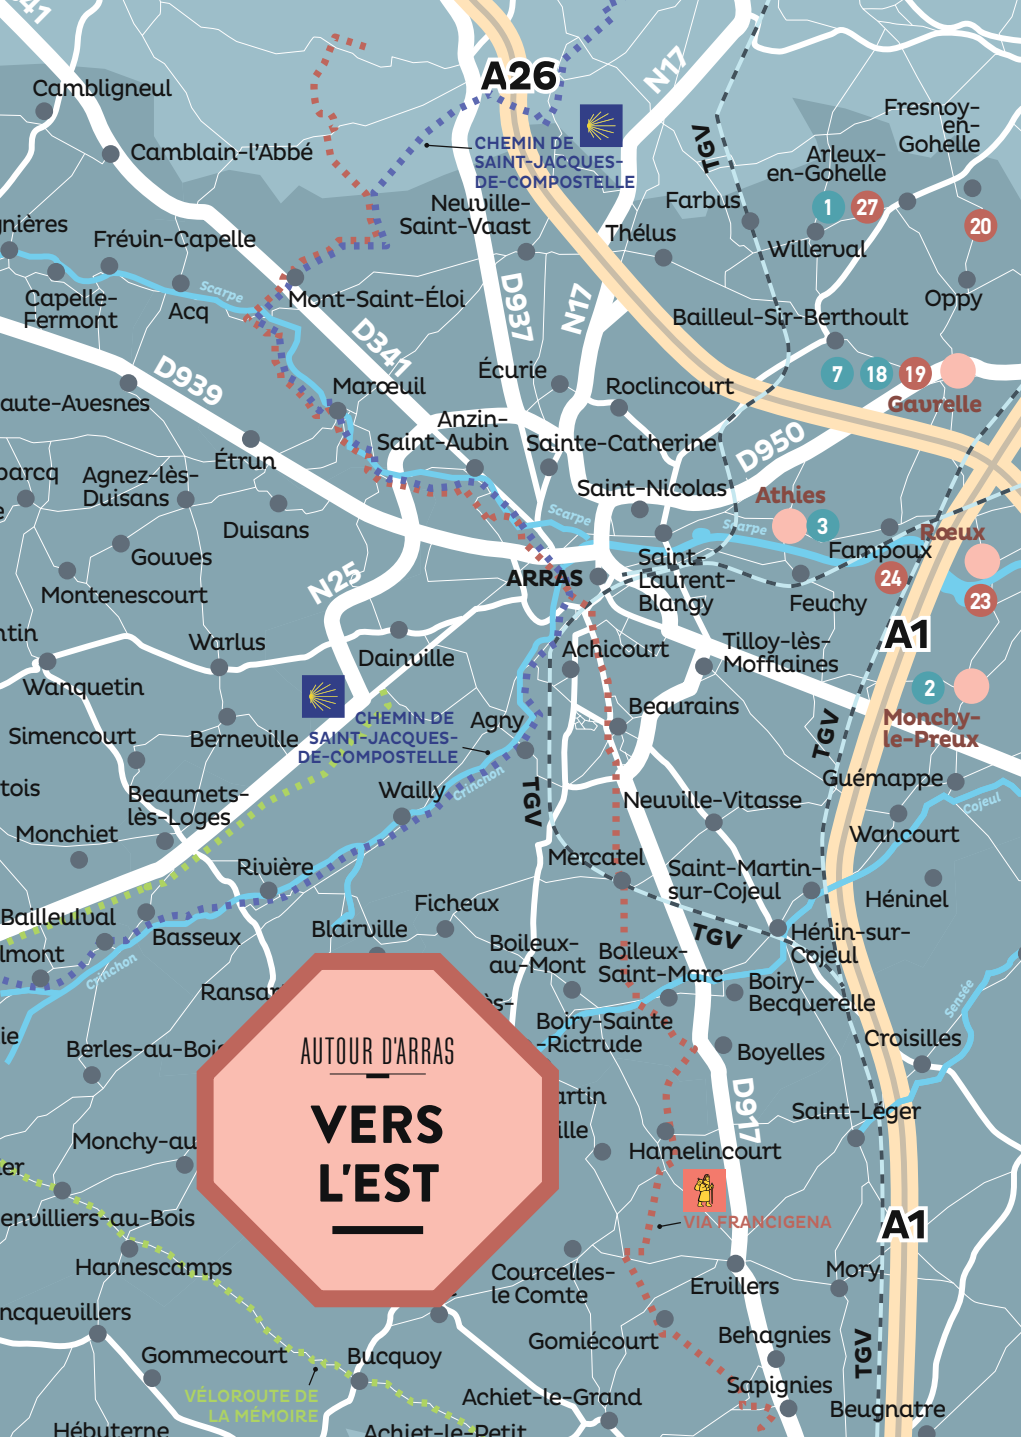 A26
N17
Cambligneul
CHEMIN DE
SAINT-JACQUES-
DE-COMPOSTELLE
TGV
Fresnoy-
en-
Gohelle
Arleux-
en-Gohelle
Camblain-l'Abbé
Neuville-
Saint-Vaast
Farbus
1
27
20
Frévin-Capelle
Thélus
Willerval
Capelle-
Fermont
Acq
Scarpe
Mont-Saint-Éloi
D937
N17
Oppy
Bailleul-Sir-Berthoult
D341
D939
Écurie
Roclincourt
7
18
19
Gavrelle
Marœuil
Anzin-
Saint-Aubin
Sainte-Catherine
D950
Étrun
Agnez-lès-
Duisans
Saint-Nicolas
Athies
3
Scarpe
Scarpe
Rœux
Duisans
Gouves
Fampoux
Saint-
Laurent-
Blangy
ARRAS
N25
24
23
Montenescourt
Feuchy
A1
Warlus
Dainville
Achicourt
Tilloy-lès-
Mofflaines
Wanquetin
2
Monchy-
le-Preux
CHEMIN DE
SAINT-JACQUES-
DE-COMPOSTELLE
Agny
Beaurains
Simencourt
Berneville
TGV
Crinchon
TGV
Guémappe
Cojeul
Beaumets-
lès-Loges
Wailly
Neuville-Vitasse
Monchiet
Wancourt
Rivière
Mercatel
Saint-Martin-
sur-Cojeul
Héninel
Bailleulval
Ficheux
Basseux
Blairville
TGV
Hénin-sur-
Cojeul
Boileux-
au-Mont
Boileux-
Saint-Marc
Crinchon
Boiry-
Becquerelle
Sensée
Boiry-Sainte
-Rictrude
Croisilles
Berles-au-Bois
Boyelles
AUTOUR D'ARRAS
VERS
L'EST
D917
Saint-Léger
Hamelincourt
VIA FRANCIGENA
A1
Hannescamps
Courcelles-
le Comte
Ervillers
Mory
Gomiécourt
Behagnies
TGV
Gommecourt
Bucquoy
VÉLOROUTE DE
LA MÉMOIRE
Achiet-le-Grand
Sapignies
Beugnatre
Hébuterne
Achiet-le-Petit